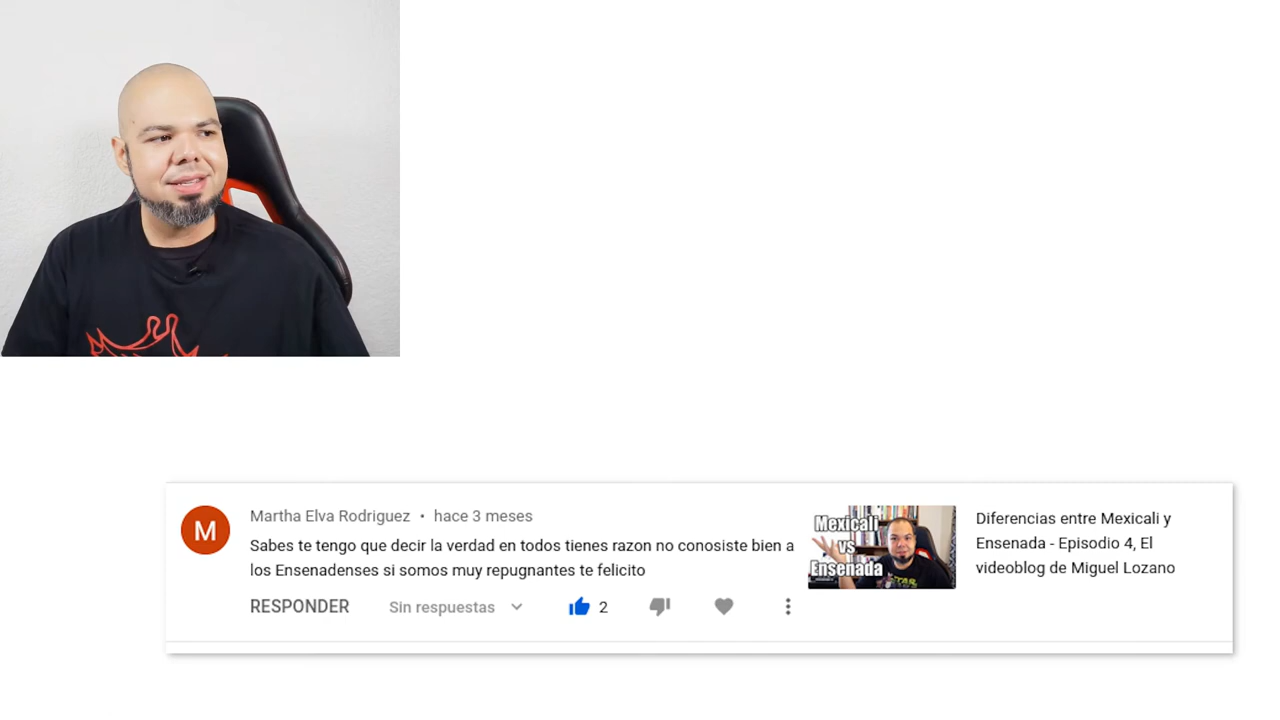 Martha Elva Rodriguez • hace 3 meses
M
Sabes te tengo que decir la verdad en todos tienes razon no conosiste bien a
los Ensenadenses si somos muy repugnantes te felicito
RESPONDER Sin respuestas 2
Mexicali
vs
Ensenada
Diferencias entre Mexicali y
Ensenada - Episodio 4, El
videoblog de Miguel Lozano